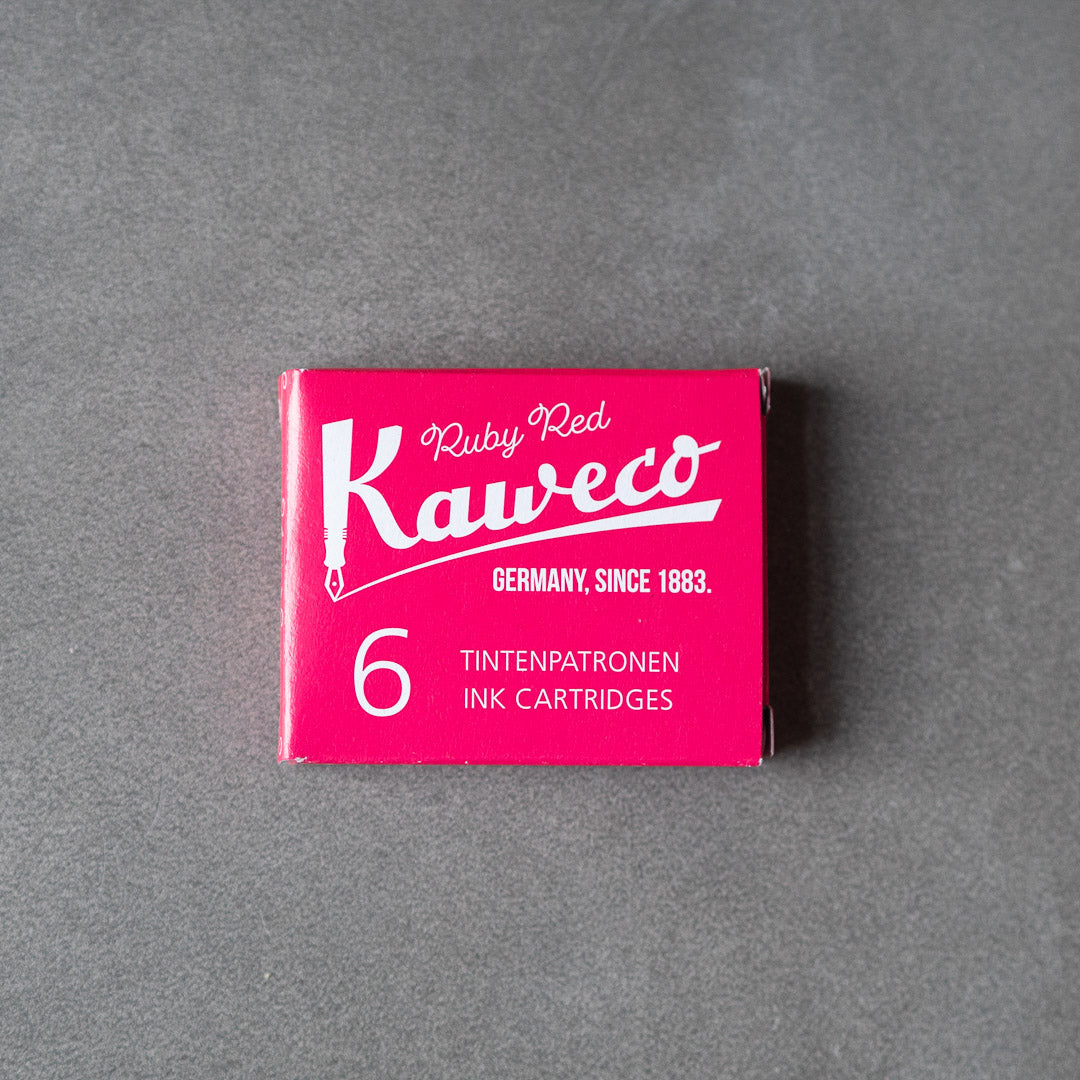 Ruby Red
Kaweco
GERMANY, SINCE 1883.
6
TINTENPATRONEN
INK CARTRIDGES